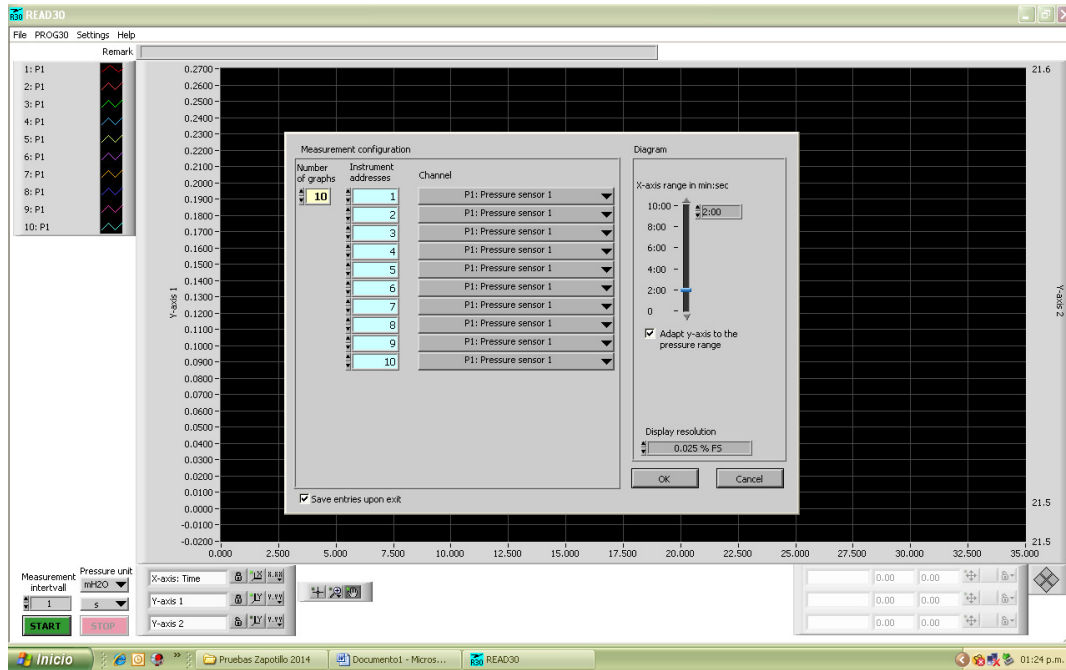 R30 READ30
File PROG30 Settings Help
Remark
1: P1
2: P1
3: P1
4: P1
5: P1
6: P1
7: P1
8: P1
9: P1
10: P1
Y-axis 1
0.2700
0.2600
0.2500
0.2400
0.2300
0.2200
0.2100
0.2000
0.1900
0.1800
0.1700
0.1600
0.1500
0.1400
0.1300
0.1200
0.1100
0.1000
0.0900
0.0800
0.0700
0.0600
0.0500
0.0400
0.0300
0.0200
0.0100
0.0000
-0.0100
-0.0200
Measurement configuration
Number
of graphs
10
Instrument
addresses
Channel
1 P1: Pressure sensor 1
2 P1: Pressure sensor 1
3 P1: Pressure sensor 1
4 P1: Pressure sensor 1
5 P1: Pressure sensor 1
6 P1: Pressure sensor 1
7 P1: Pressure sensor 1
8 P1: Pressure sensor 1
9 P1: Pressure sensor 1
10 P1: Pressure sensor 1
Save entries upon exit
Diagram
X-axis range in min:sec
10:00
8:00
6:00
4:00
2:00
0
2:00
Adapt y-axis to the
pressure range
Display resolution
0.025 % FS
OK Cancel
21.6
Y-axis 2
21.5
21.5
0.000 2.500 5.000 7.500 10.000 12.500 15.000 17.500 20.000 22.500 25.000 27.500 30.000 32.500 35.000
Measurement
intertvall
1
Pressure unit
mH2O
s
START STOP
X-axis: Time
Y-axis 1
Y-axis 2
0.00 0.00
0.00 0.00
0.00 0.00
Inicio » Pruebas Zapotillo 2014 Documento1 - Micros... R30 READ30 01:24 p.m.